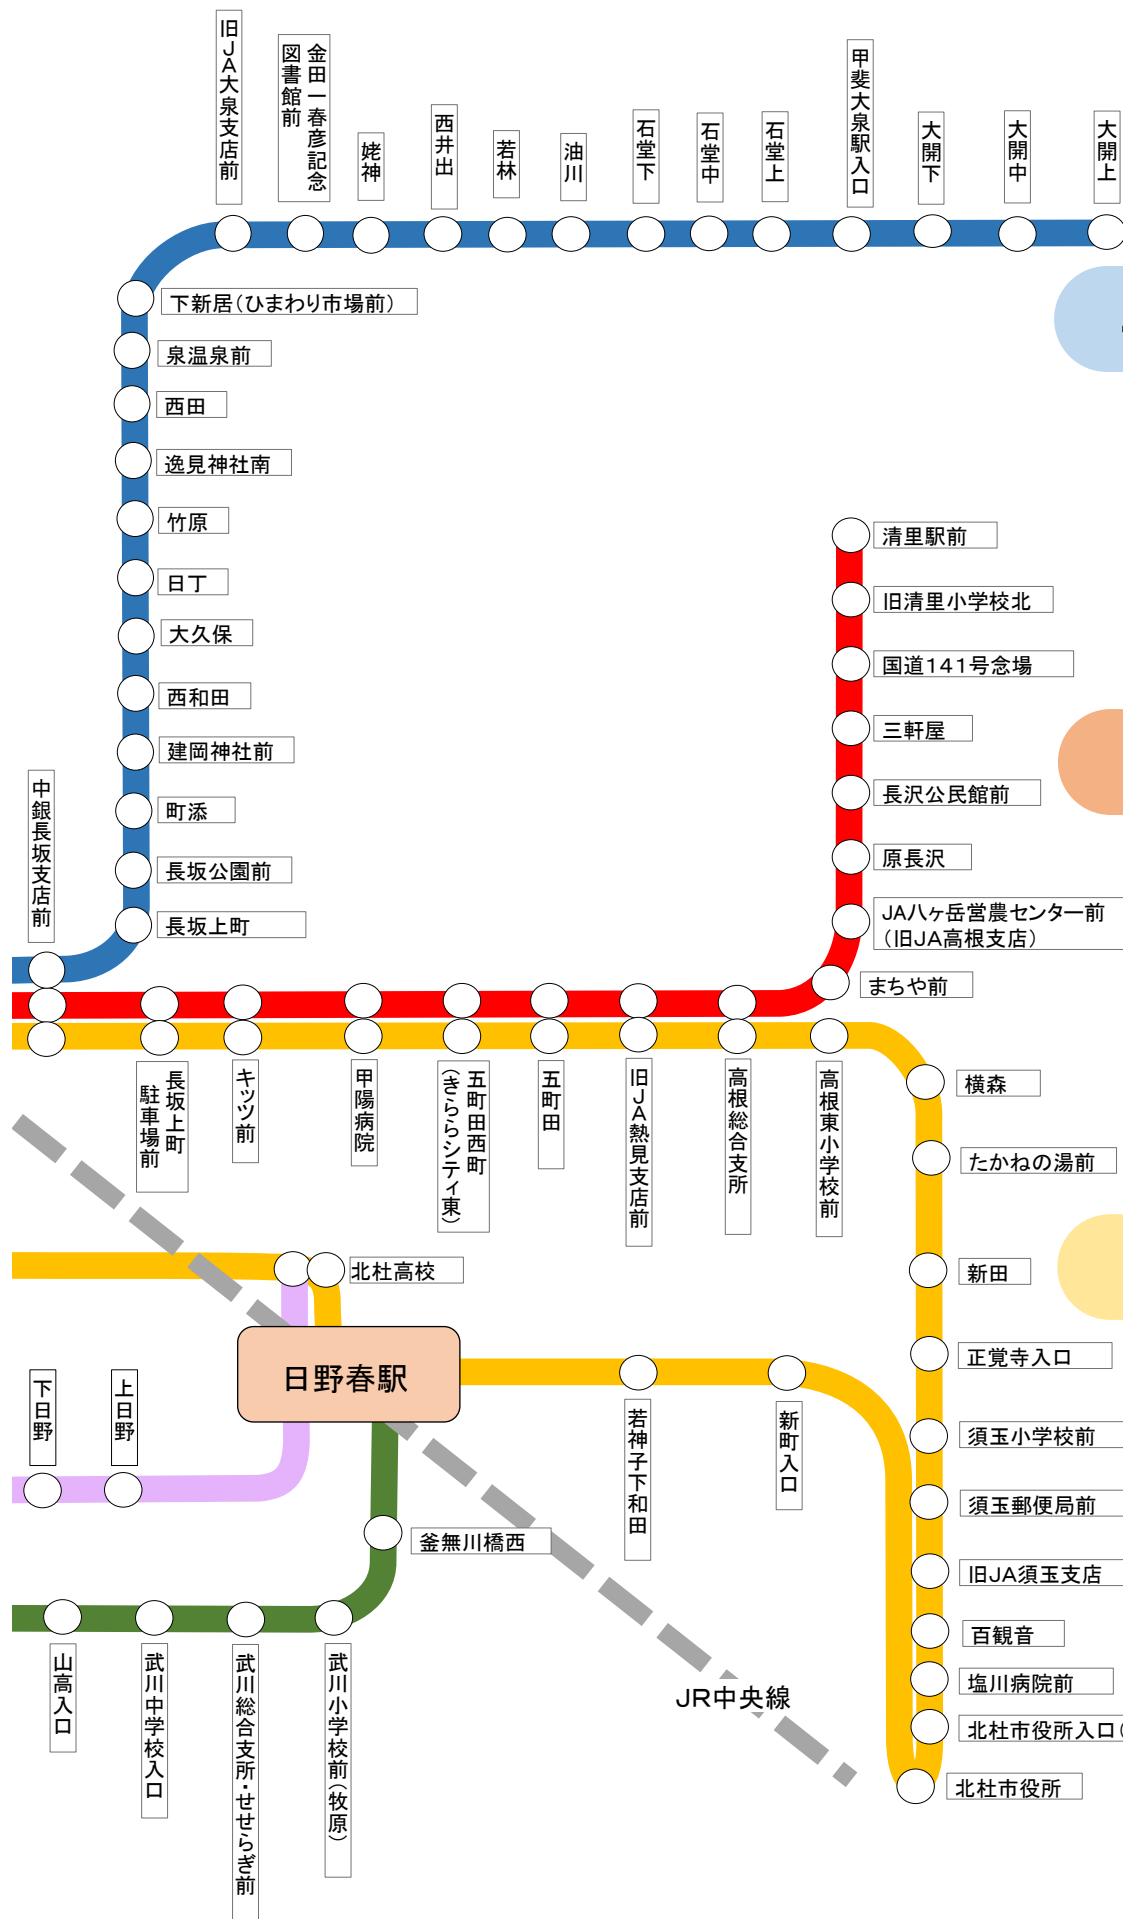 旧JA大泉支店前
金田一春彦記念
図書館前
姥神
西井出
若林
油川
石堂下
石堂中
石堂上
甲斐大泉駅入口
大開下
大開中
大開上
下新居(ひまわり市場前)
泉温泉前
西田
逸見神社南
竹原
日丁
大久保
西和田
建岡神社前
町添
長坂公園前
長坂上町
中銀長坂支店前
清里駅前
旧清里小学校北
国道141号念場
三軒屋
長沢公民館前
原長沢
JA八ヶ岳営農センター前
(旧JA高根支店)
まちや前
長坂上町
駐車場前
キッツ前
甲陽病院
五町田西町
(きららシティ東)
五町田
旧JA熱見支店前
高根総合支所
高根東小学校前
横森
たかねの湯前
新田
正覚寺入口
須玉小学校前
須玉郵便局前
旧JA須玉支店
百観音
塩川病院前
北杜市役所入口(
北杜市役所
北杜高校
日野春駅
下日野
上日野
若神子下和田
新町入口
釜無川橋西
山高入口
武川中学校入口
武川総合支所・せせらぎ前
武川小学校前(牧原)
JR中央線